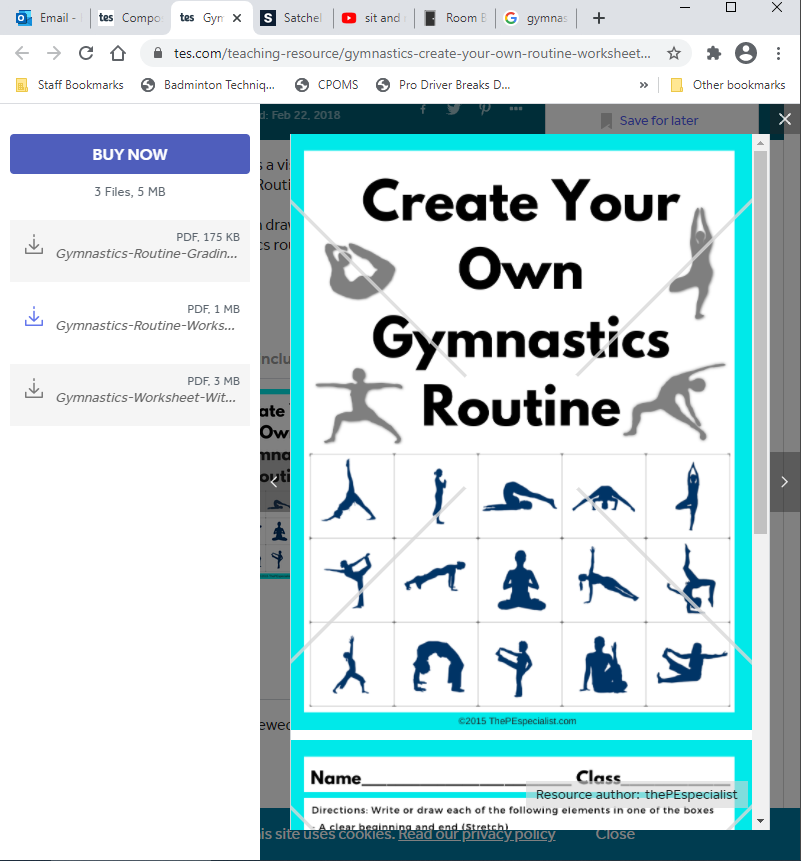 Email -
tes Compo
tes Gyn
S Satchel
sit and
Room B
G gymnas
tes.com/teaching-resource/gymnastics-create-your-own-routine-worksheet...
Staff Bookmarks
Badminton Techniq...
CPOMS
Pro Driver Breaks D...
»
Other bookmarks
d: Feb 22, 2018
Save for later
BUY NOW
3 Files, 5 MB
PDF, 175 KB
Gymnastics-Routine-Gradin...
PDF, 1 MB
Gymnastics-Routine-Works...
PDF, 3 MB
Gymnastics-Worksheet-Wit...
Create Your
Own
Gymnastics
Routine
©2015 ThePEspecialist.com
Name Class
Resource author: thePEspecialist
Directions: Write or draw each of the following elements in one of the boxes
- A clear beginning and end (Stretch)
is site uses cookies. Read our privacy policy
Close